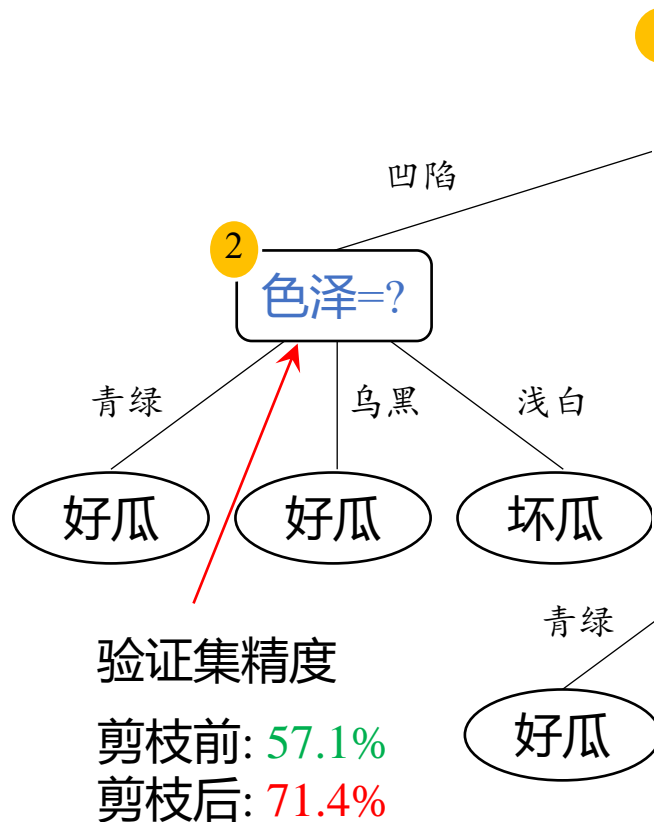 凹陷
2
色泽=?
青绿
乌黑
浅白
好瓜
好瓜
坏瓜
青绿
验证集精度
好瓜
剪枝前: 57.1%
剪枝后: 71.4%